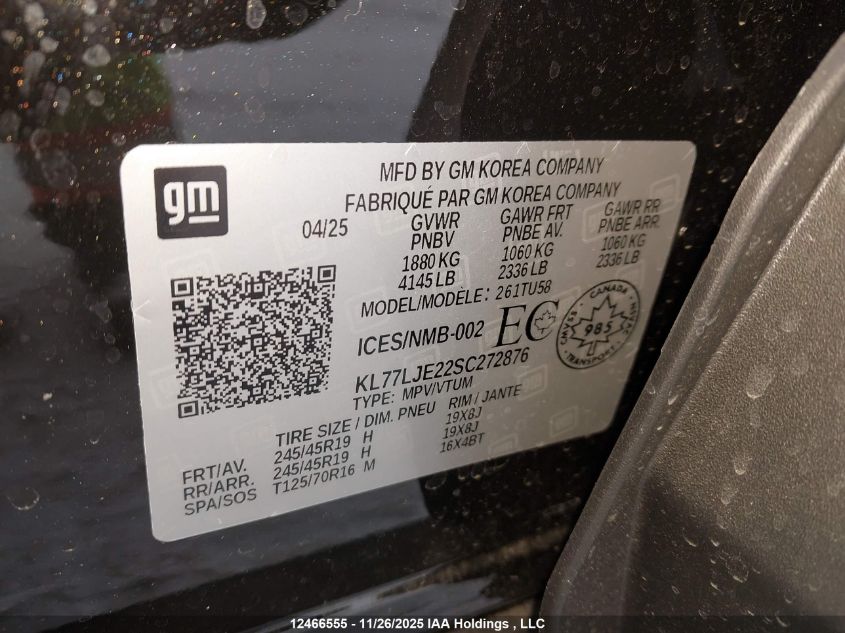 gm
MFD BY GM KOREA COMPANY
FABRIQUÉ PAR GM KOREA COMPANY
04/25 GVWR GAWR FRT GAWR RR
PNBV PNBE AV. PNBE ARR.
1880 KG 1060 KG 1060 KG
4145 LB 2336 LB 2336 LB
MODEL/MODÈLE: 261TU58
ICES/NMB-002 EC
CANADA
CMVSS 985 NSVAC
TRANSPORT
KL77LJE22SC272876
TYPE: MPV/VTUM
TIRE SIZE / DIM. PNEU RIM / JANTE
FRT/AV. 245/45R19 H 19X8J
RR/ARR. 245/45R19 H 19X8J
SPA/SOS T125/70R16 M 16X4BT
12466555 - 11/26/2025 IAA Holdings , LLC